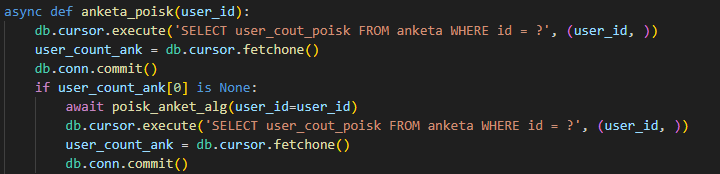 async def anketa_poisk(user_id):
    db.cursor.execute('SELECT user_cout_poisk FROM anketa WHERE id = ?', (user_id, ))
    user_count_ank = db.cursor.fetchone()
    db.conn.commit()
    if user_count_ank[0] is None:
        await poisk_anket_alg(user_id=user_id)
        db.cursor.execute('SELECT user_cout_poisk FROM anketa WHERE id = ?', (user_id, ))
        user_count_ank = db.cursor.fetchone()
        db.conn.commit()